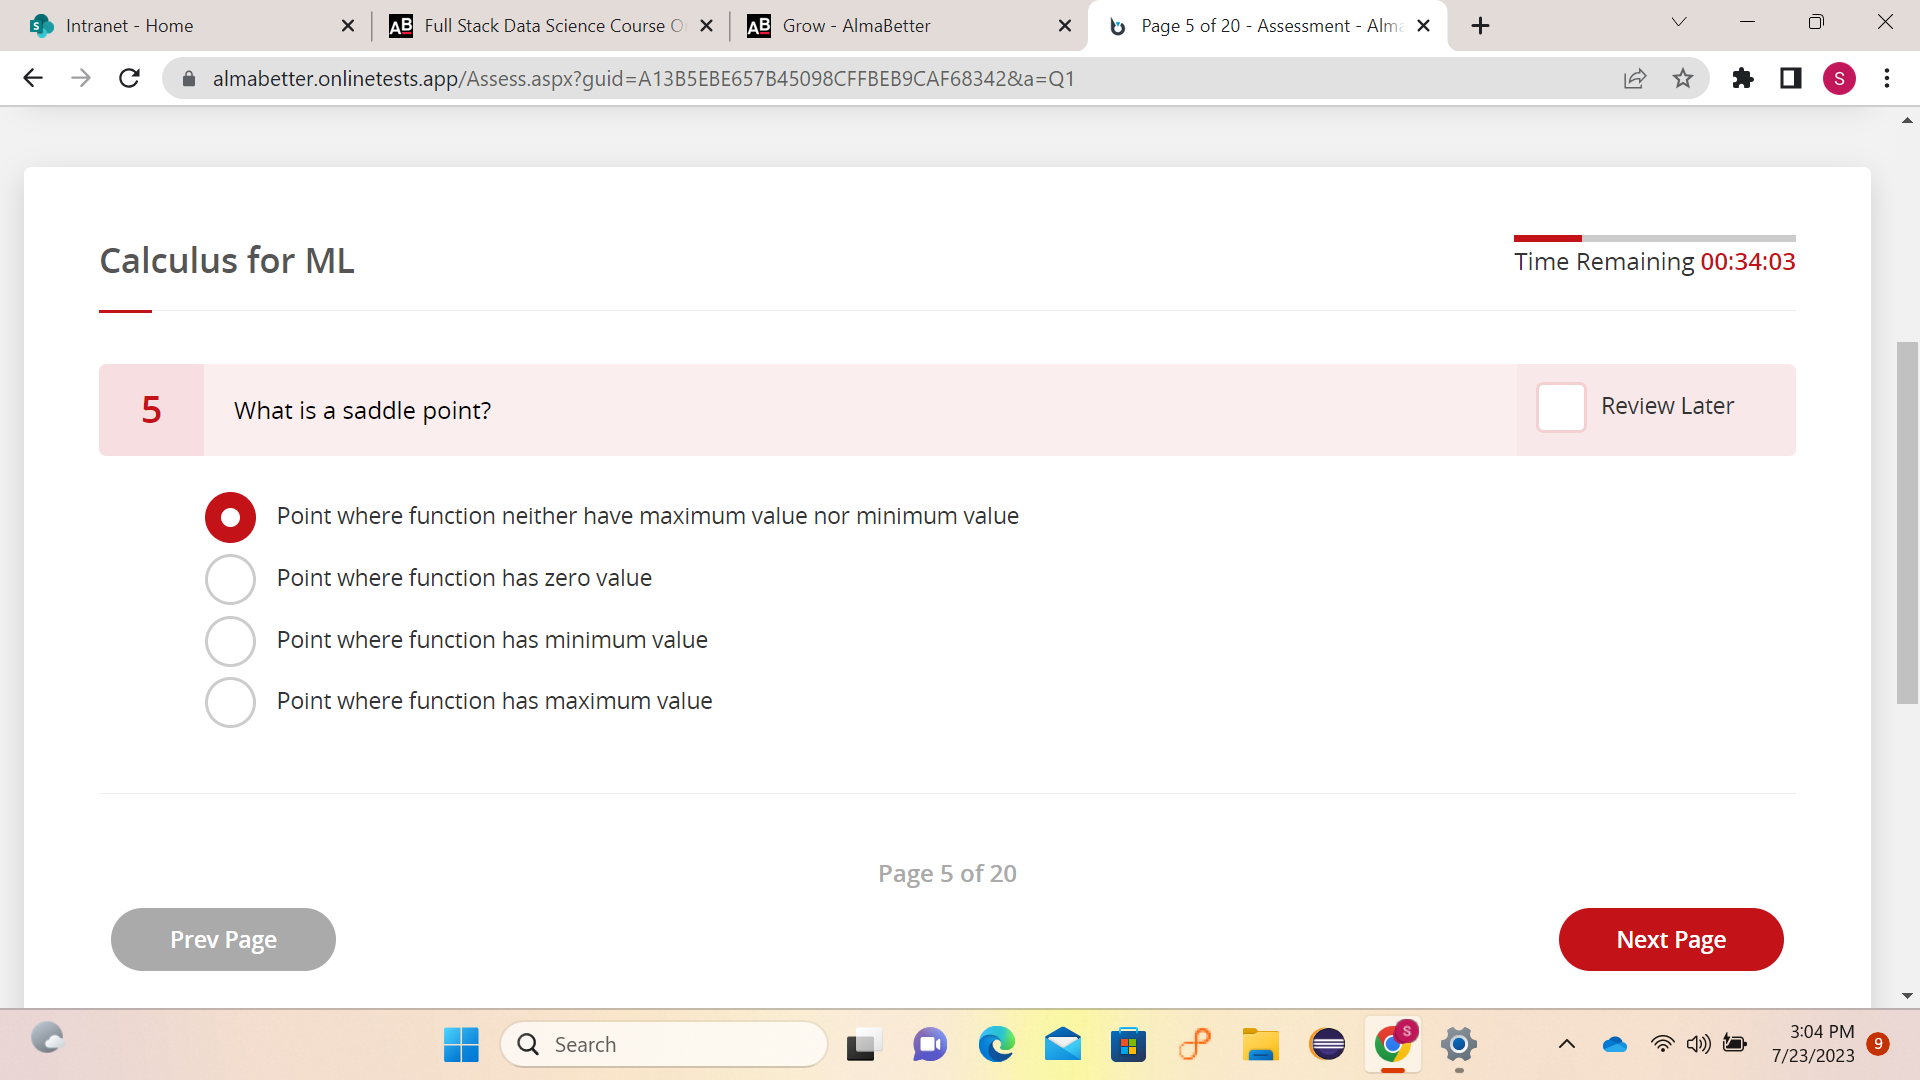 Intranet - Home
AB Full Stack Data Science Course O
AB Grow - AlmaBetter
Page 5 of 20 - Assessment - Alma
almabetter.onlinetests.app/Assess.aspx?guid=A13B5EBE657B45098CFFBEB9CAF68342&a=Q1
S
Calculus for ML
Time Remaining 00:34:03
5
What is a saddle point?
Review Later
Point where function neither have maximum value nor minimum value
Point where function has zero value
Point where function has minimum value
Point where function has maximum value
Page 5 of 20
Prev Page
Next Page
Search
S
3:04 PM
7/23/2023
9